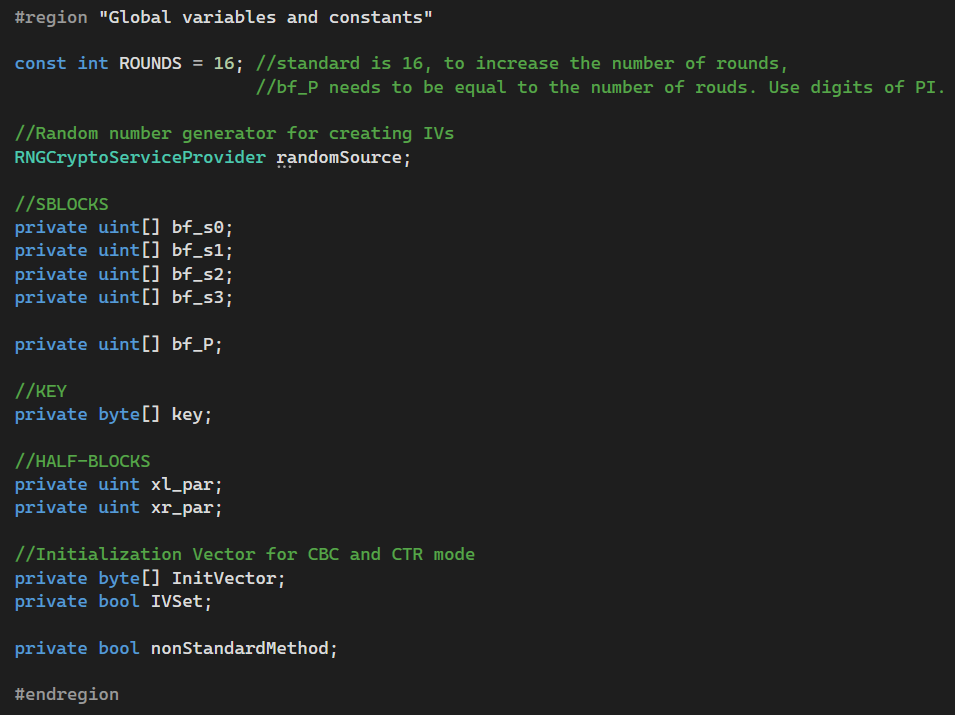 #region "Global variables and constants"
const int ROUNDS = 16; //standard is 16, to increase the number of rounds,
//bf_P needs to be equal to the number of rouds. Use digits of PI.
//Random number generator for creating IVs
RNGCryptoServiceProvider randomSource;
//SBLOCKS
private uint[] bf_s0;
private uint[] bf_s1;
private uint[] bf_s2;
private uint[] bf_s3;
private uint[] bf_P;
//KEY
private byte[] key;
//HALF-BLOCKS
private uint xl_par;
private uint xr_par;
//Initialization Vector for CBC and CTR mode
private byte[] InitVector;
private bool IVSet;
private bool nonStandardMethod;
#endregion